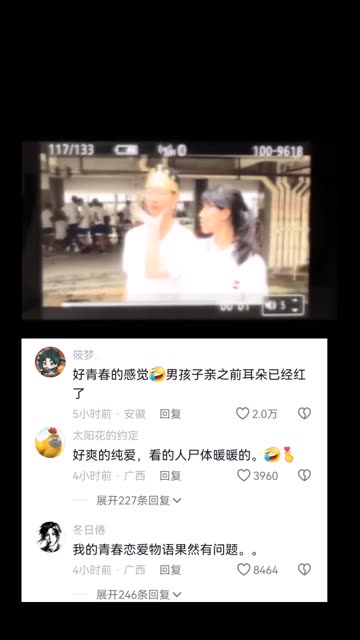 117/133
100-9618
00'01
5
筱梦.
好青春的感觉🤣男孩子亲之前耳朵已经红
了
5小时前 · 安徽 回复 2.0万
太阳花的约定
好爽的纯爱，看的人尸体暖暖的。🤣🫰
4小时前 · 广西 回复 3960
展开227条回复
冬日倦
我的青春恋爱物语果然有问题。。
4小时前 · 广西 回复 8464
展开246条回复